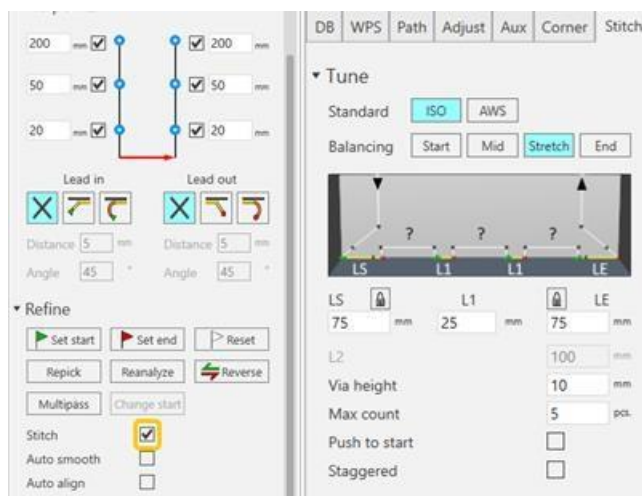 200 mm 200 mm
50 mm 50 mm
20 mm 20 mm
Lead in Lead out
Distance 5 mm Distance 5 mm
Angle 45 ° Angle 45 °
Refine
Set start Set end Reset
Repick Reanalyze Reverse
Multipass Change start
Stitch
Auto smooth
Auto align
DB WPS Path Adjust Aux Corner Stitch
Tune
Standard ISO AWS
Balancing Start Mid Stretch End
? ? ?
LS L1 L1 LE
LS L1 LE
75 mm 25 mm 75 mm
L2 100 mm
Via height 10 mm
Max count 5 pcs.
Push to start
Staggered